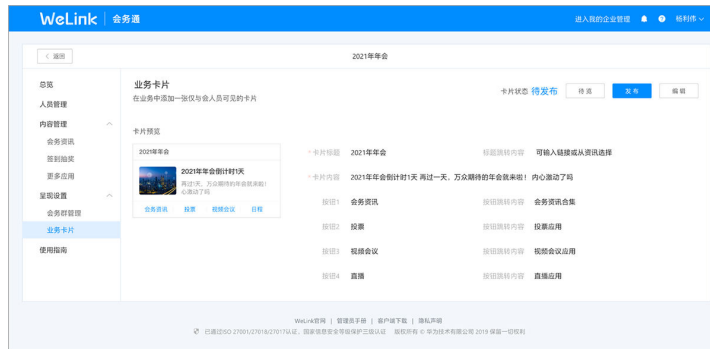 WeLink 会务通 进入我的企业管理 杨利伟
返回 2021年年会
总览
人员管理
内容管理
会务资讯
签到抽奖
更多应用
呈现设置
会务群管理
业务卡片
使用指南
业务卡片
在业务中添加一张仅与会人员可见的卡片
卡片状态 待发布 待览 发布 编辑
卡片预览
2021年年会
2021年年会倒计时1天
再过1天，万众期待的年会就来啦！
心激动了吗
会务资讯 投票 视频会议 日程
卡片标题 2021年年会 标题跳转内容 可输入链接或从资讯选择
卡片内容 2021年年会倒计时1天 再过一天，万众期待的年会就来啦！ 内心激动了吗
按钮1 会务资讯 按钮跳转内容 会务资讯合集
按钮2 投票 按钮跳转内容 投票应用
按钮3 视频会议 按钮跳转内容 视频会议应用
按钮4 直播 按钮跳转内容 直播应用
WeLink官网 | 管理员手册 | 客户端下载 | 隐私声明
已通过ISO 27001/27018/27017认证，国家信息安全等级保护三级认证 版权所有 © 华为技术有限公司 2019 保留一切权利